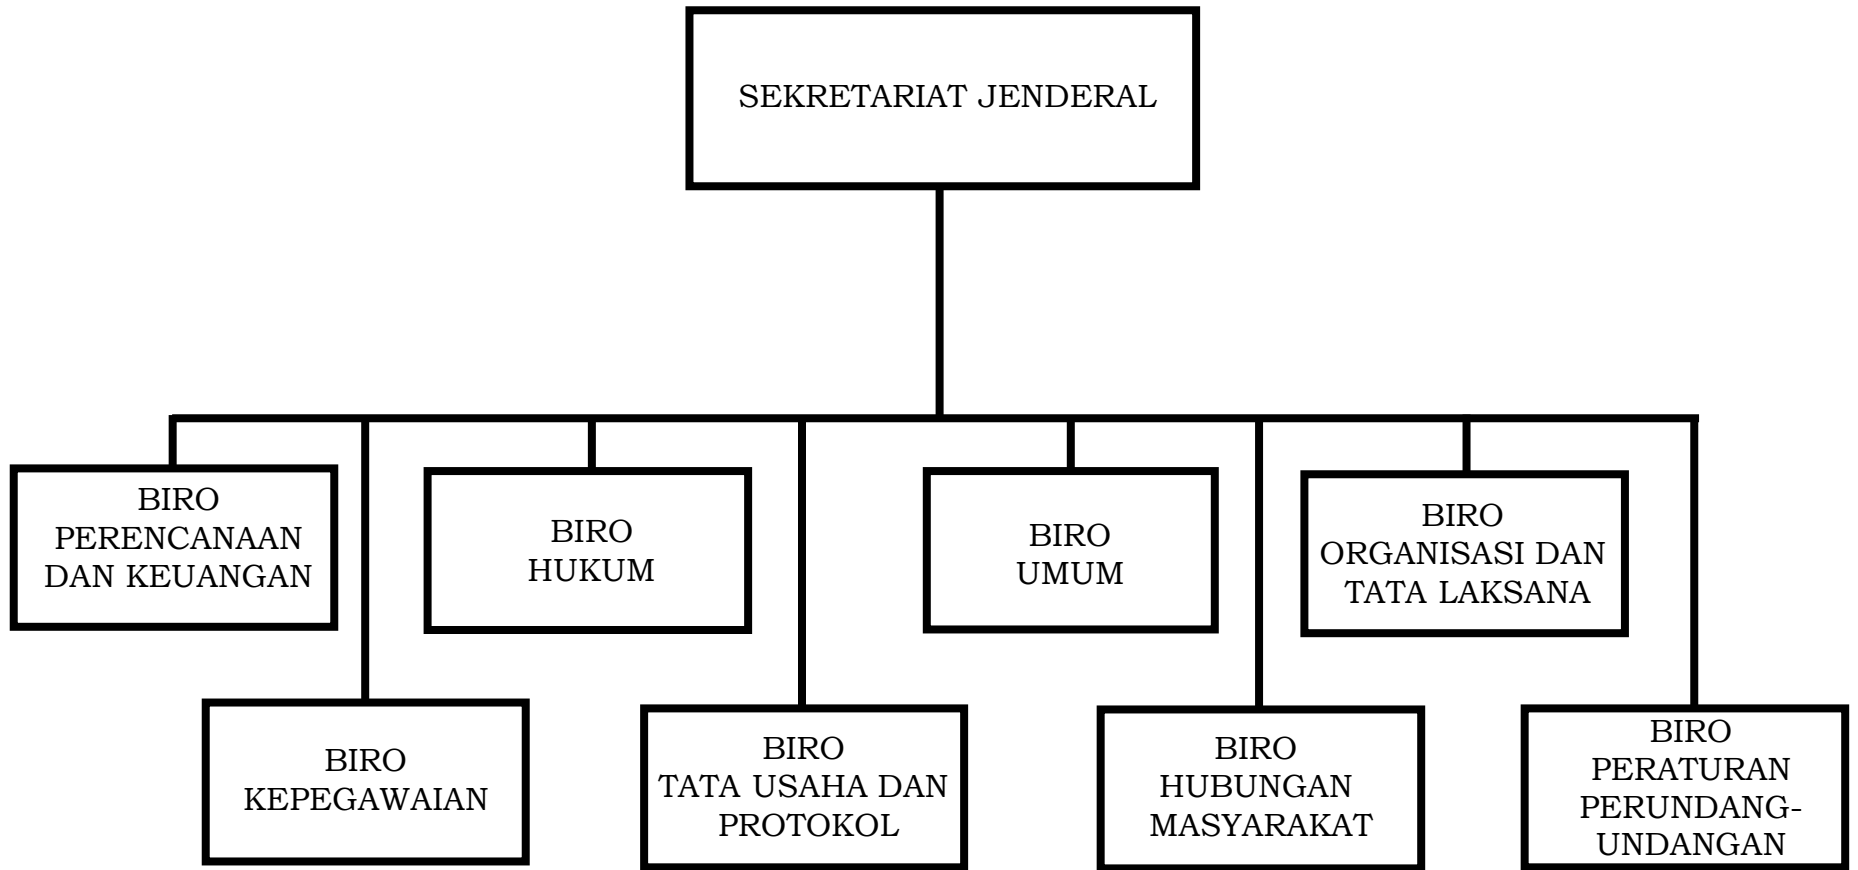 SEKRETARIAT JENDERAL
BIRO
PERENCANAAN
DAN KEUANGAN
BIRO
HUKUM
BIRO
UMUM
BIRO
ORGANISASI DAN
TATA LAKSANA
BIRO
KEPEGAWAIAN
BIRO
TATA USAHA DAN
PROTOKOL
BIRO
HUBUNGAN
MASYARAKAT
BIRO
PERATURAN
PERUNDANG-
UNDANGAN